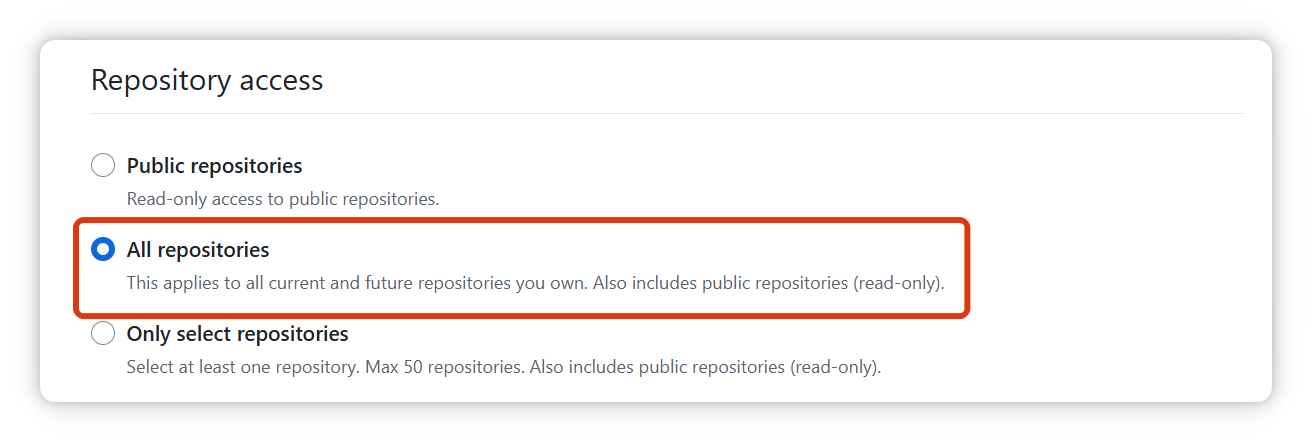 Repository access
Public repositories
Read-only access to public repositories.
All repositories
This applies to all current and future repositories you own. Also includes public repositories (read-only).
Only select repositories
Select at least one repository. Max 50 repositories. Also includes public repositories (read-only).